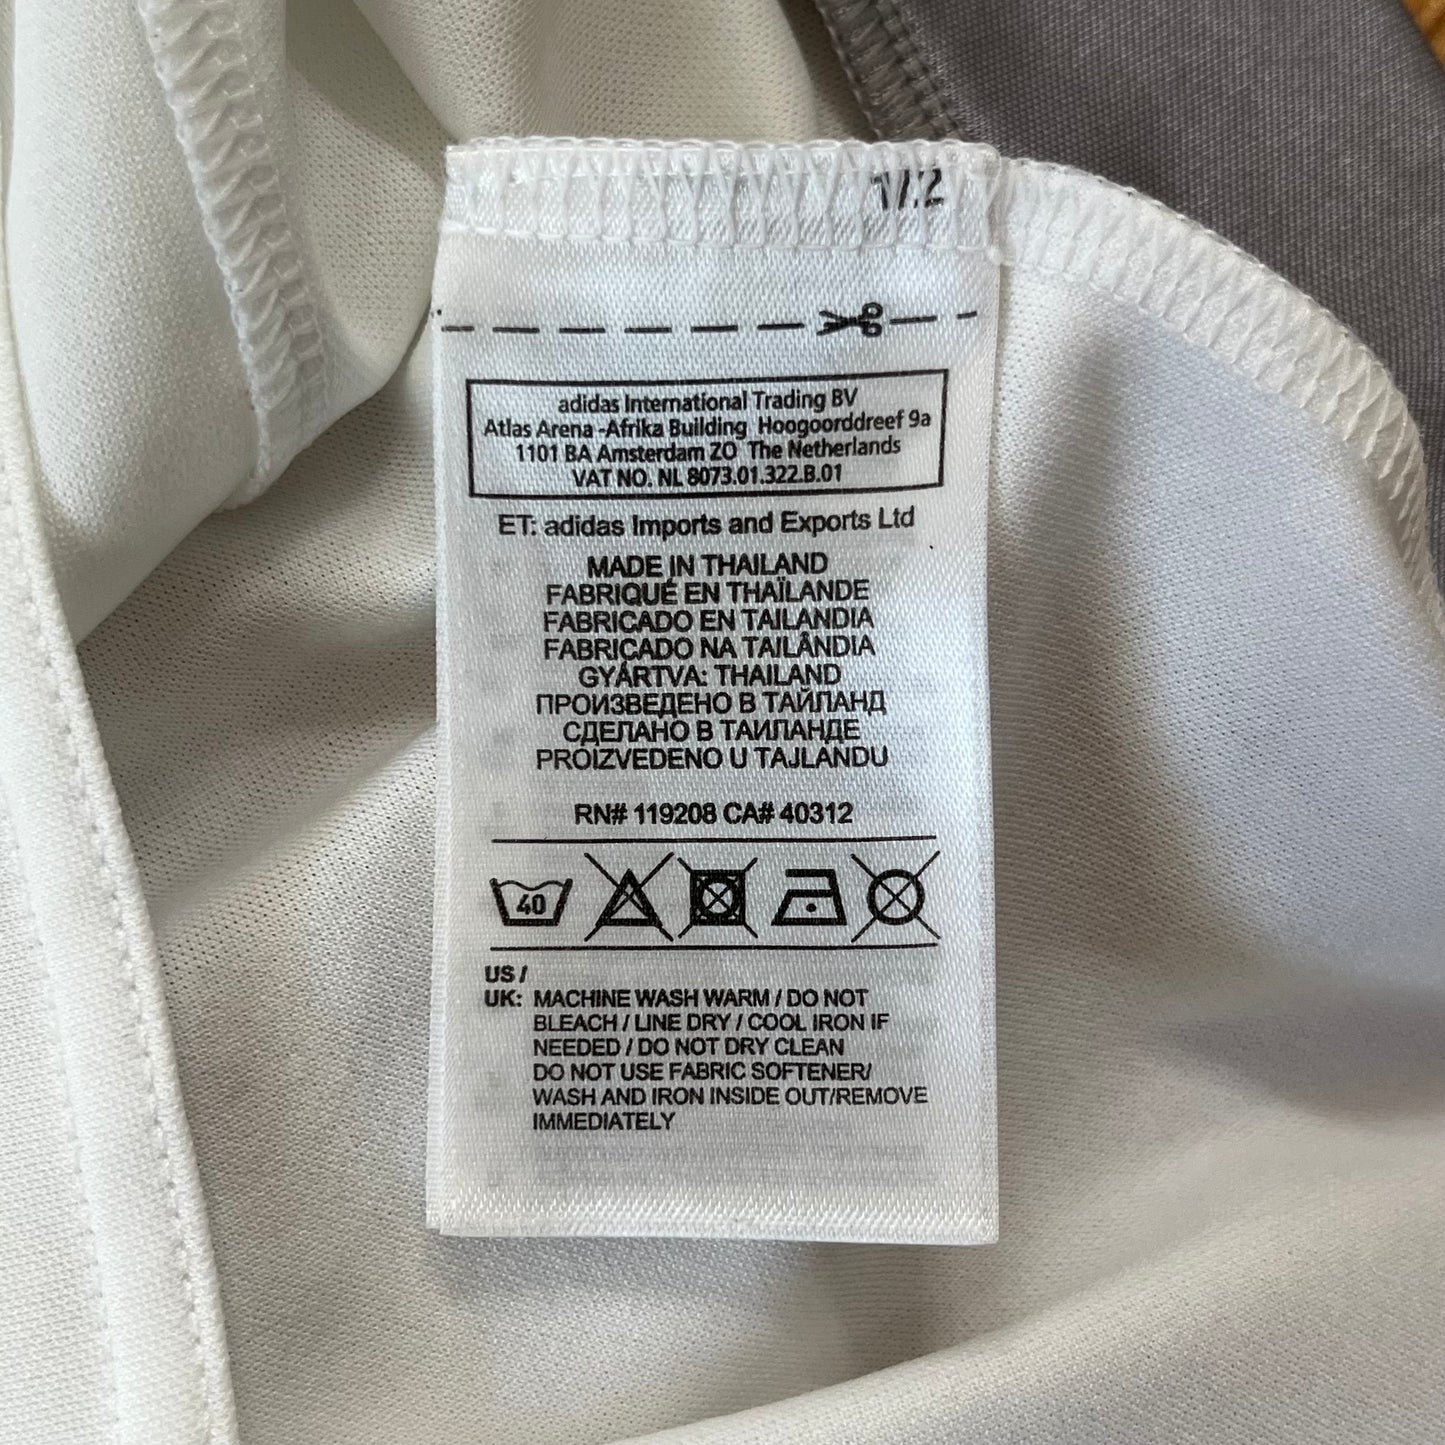 1/2
adidas International Trading BV
Atlas Arena -Afrika Building Hoogoorddreef 9a
1101 BA Amsterdam ZO The Netherlands
VAT NO. NL 8073.01.322.B.01
ET: adidas Imports and Exports Ltd
MADE IN THAILAND
FABRIQUÉ EN THAÏLANDE
FABRICADO EN TAILANDIA
FABRICADO NA TAILÂNDIA
GYÁRTVA: THAILAND
ПРОИЗВЕДЕНО В ТАЙЛАНД
СДЕЛАНО В ТАИЛАНДЕ
PROIZVEDENO U TAJLANDU
RN# 119208 CA# 40312
40
US /
UK: MACHINE WASH WARM / DO NOT
BLEACH / LINE DRY / COOL IRON IF
NEEDED / DO NOT DRY CLEAN
DO NOT USE FABRIC SOFTENER/
WASH AND IRON INSIDE OUT/REMOVE
IMMEDIATELY